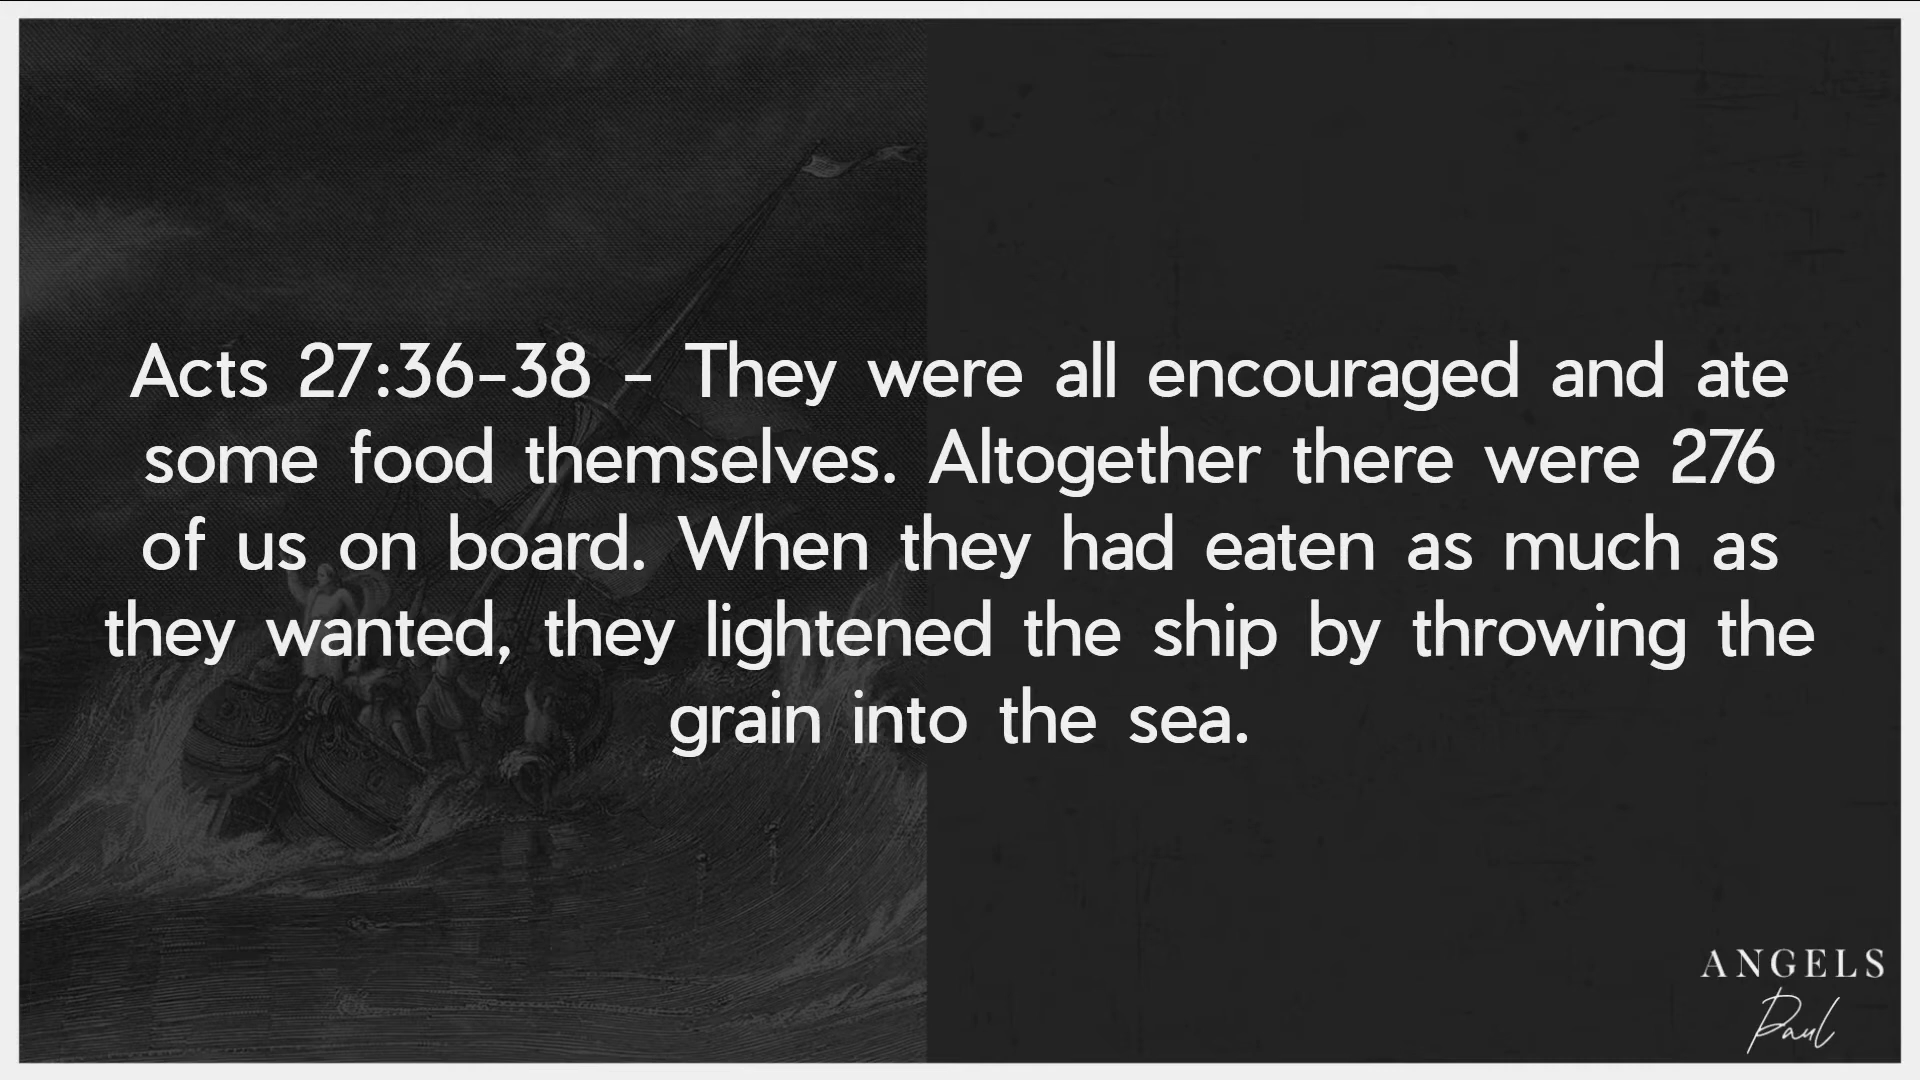 Acts 27:36-38 - They were all encouraged and ate
some food themselves. Altogether there were 276
of us on board. When they had eaten as much as
they wanted, they lightened the ship by throwing the
grain into the sea.
ANGELS
Paul